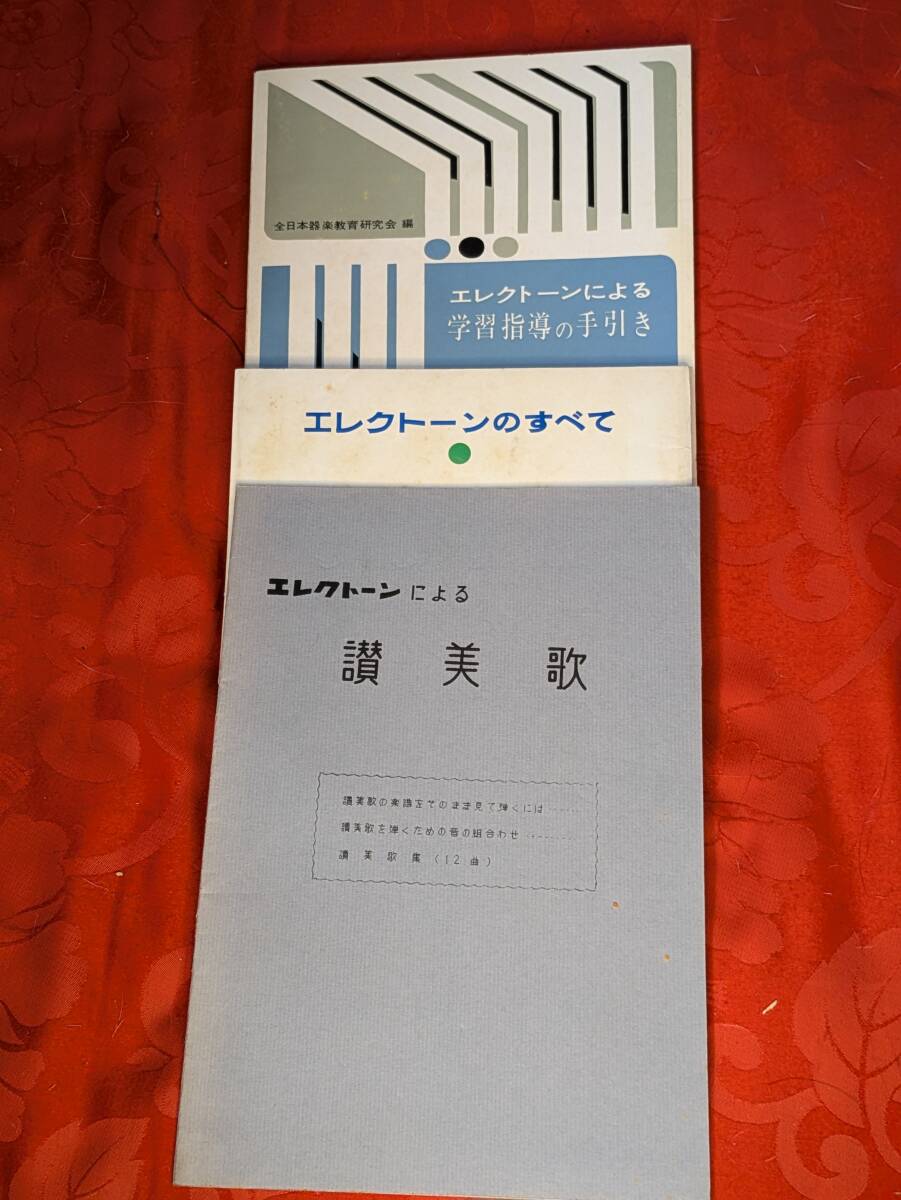 全日本器楽教育研究会 編
エレクトーンによる
学習指導の手引き
エレクトーンのすべて
エレクトーンによる
讃美歌
讃美歌の楽譜をそのまま見て弾くには……
讃美歌を弾くための音の組合わせ………
讃美歌集(12曲)